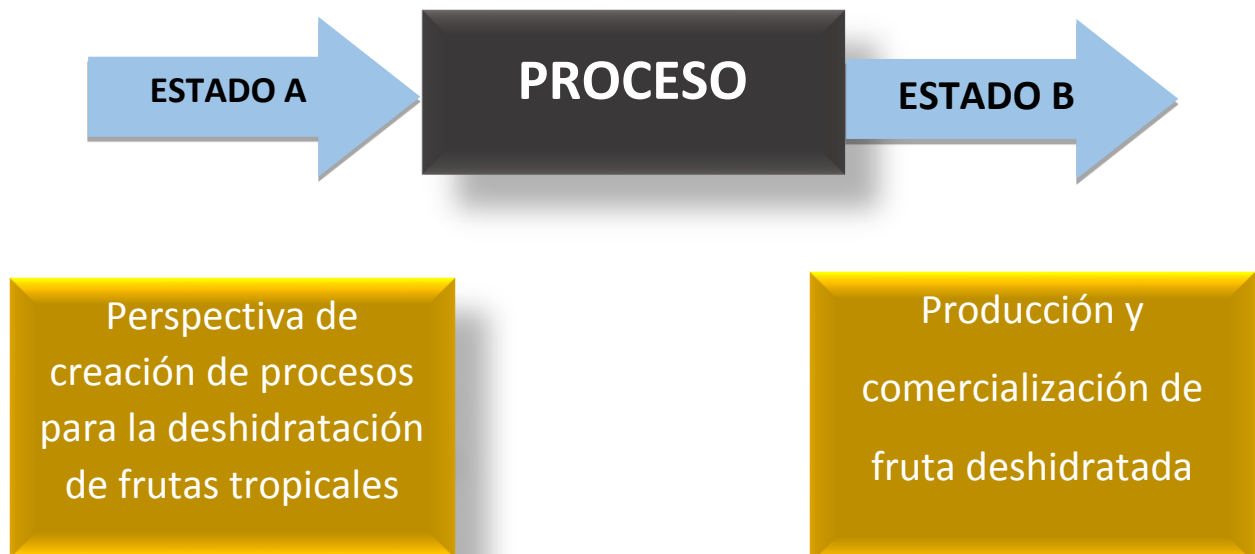 ESTADO A
PROCESO
ESTADO B
Perspectiva de
creación de procesos
para la deshidratación
de frutas tropicales
Producción y
comercialización de
fruta deshidratada